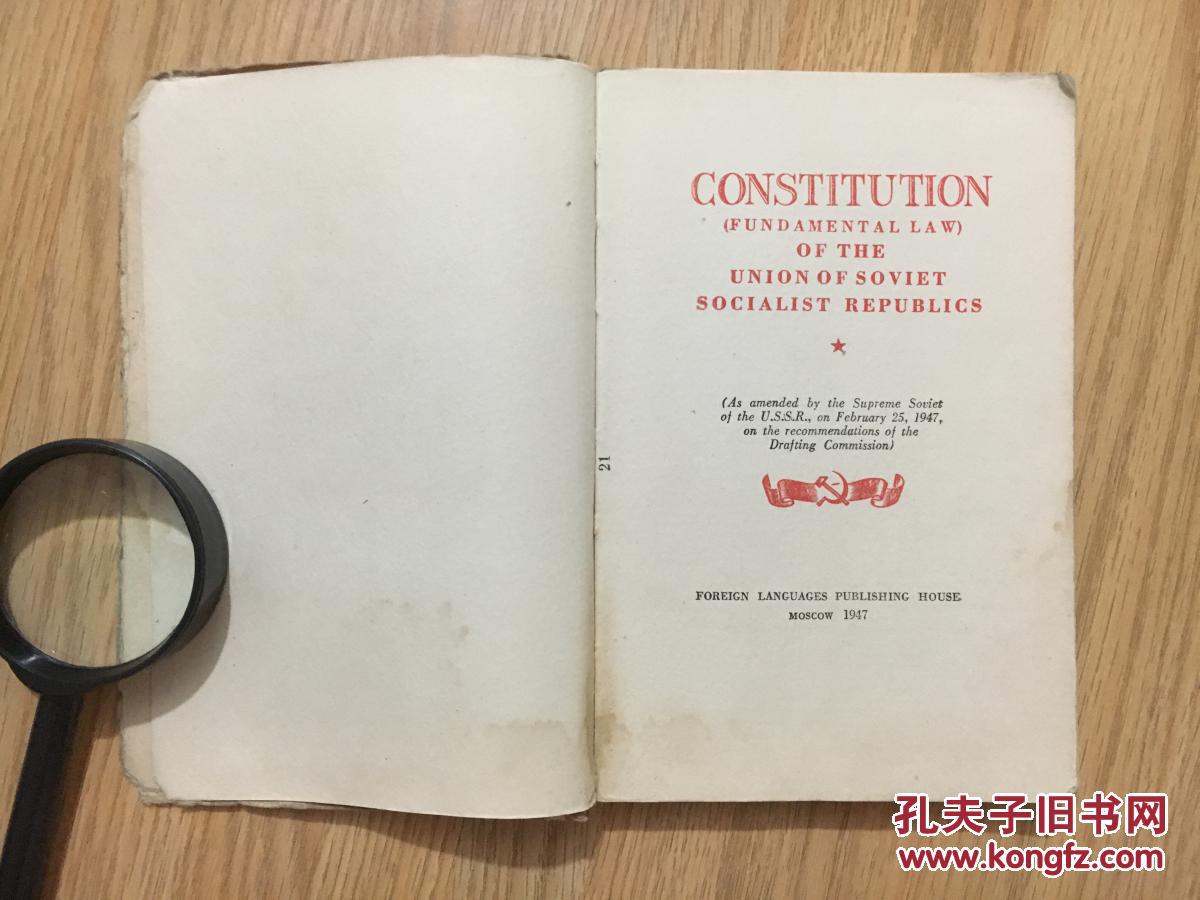 CONSTITUTION
(FUNDAMENTAL LAW)
OF THE
UNION OF SOVIET
SOCIALIST REPUBLICS
(As amended by the Supreme Soviet
of the U.S.S.R., on February 25, 1947,
on the recommendations of the
Drafting Commission)
21
FOREIGN LANGUAGES PUBLISHING HOUSE
MOSCOW 1947
孔夫子旧书网
www.kongfz.com